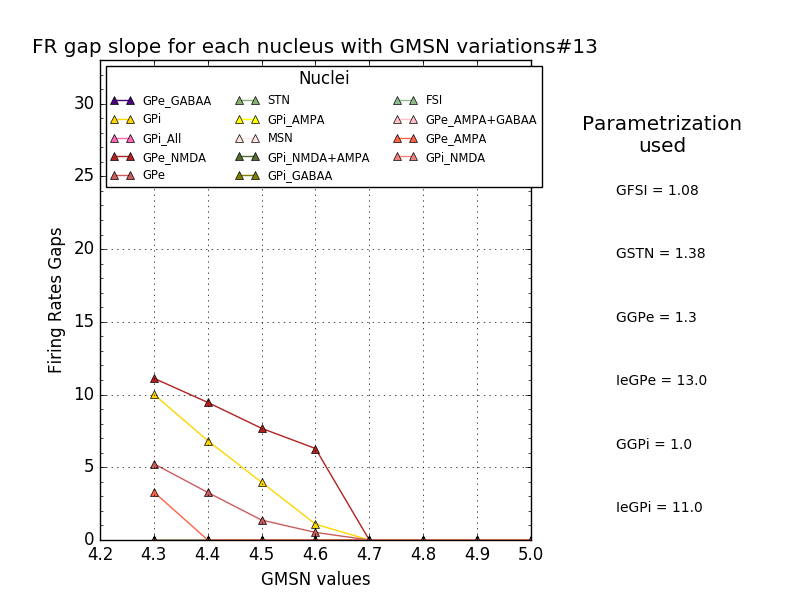 FR gap slope for each nucleus with GMSN variations#13
Nuclei
GPe_GABAA STN FSI
GPi GPi_AMPA GPe_AMPA+GABAA
GPi_All MSN GPe_AMPA
GPe_NMDA GPi_NMDA+AMPA GPi_NMDA
GPe GPi_GABAA
30
25
20
15
10
5
0
Firing Rates Gaps
4.2 4.3 4.4 4.5 4.6 4.7 4.8 4.9 5.0
GMSN values
Parametrization
used
GFSI = 1.08
GSTN = 1.38
GGPe = 1.3
IeGPe = 13.0
GGPi = 1.0
IeGPi = 11.0